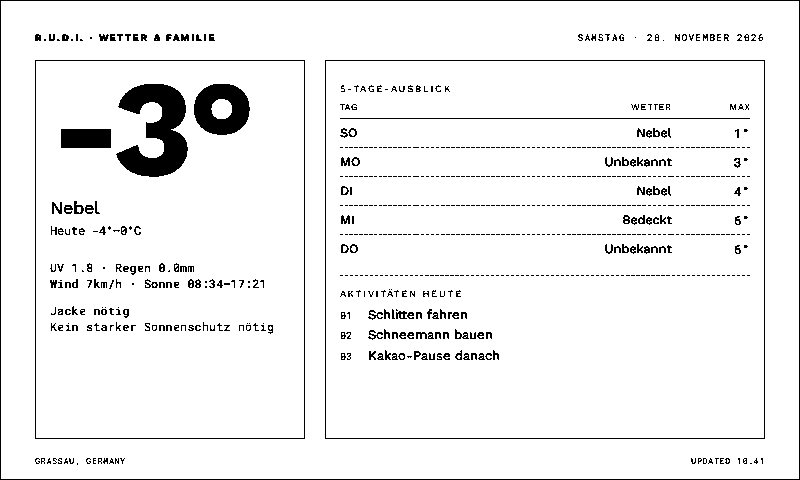 R.U.D.I. · WETTER & FAMILIE
SAMSTAG · 28. NOVEMBER 2026
-3°
Nebel
Heute -4°-0°C
UV 1.8 · Regen 0.0mm
Wind 7km/h · Sonne 08:34-17:21
Jacke nötig
Kein starker Sonnenschutz nötig
5-TAGE-AUSBLICK
TAG WETTER MAX
SO Nebel 1°
MO Unbekannt 3°
DI Nebel 4°
MI Bedeckt 6°
DO Unbekannt 6°
AKTIVITÄTEN HEUTE
01 Schlitten fahren
02 Schneemann bauen
03 Kakao-Pause danach
GRASSAU, GERMANY
UPDATED 10.41